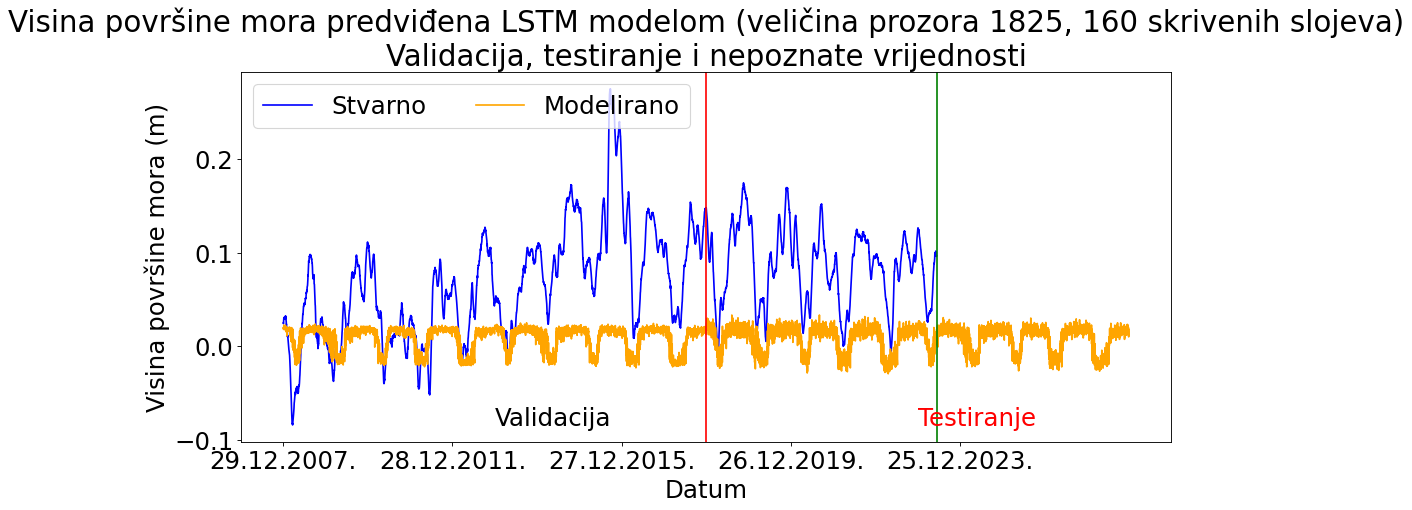 Visina površine mora predviđena LSTM modelom (veličina prozora 1825, 160 skrivenih slojeva)
Validacija, testiranje i nepoznate vrijednosti
Stvarno Modelirano
Visina površine mora (m)
0.2
0.1
0.0
−0.1
Validacija Testiranje
29.12.2007. 28.12.2011. 27.12.2015. 26.12.2019. 25.12.2023.
Datum